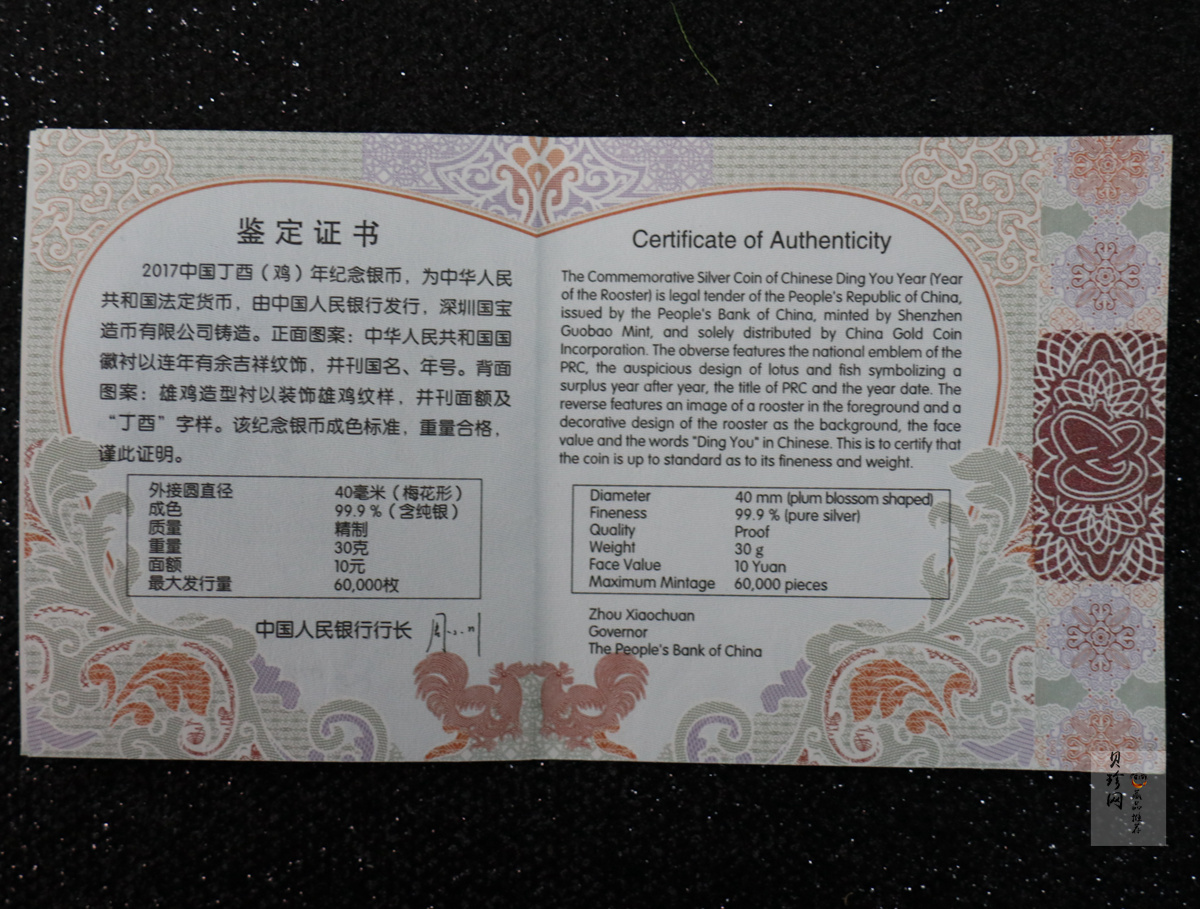 鉴定证书
2017中国丁酉（鸡）年纪念银币，为中华人民
共和国法定货币，由中国人民银行发行，深圳国宝
造币有限公司铸造。正面图案：中华人民共和国国
徽衬以连年有余吉祥纹饰，并刊国名、年号。背面
图案：雄鸡造型衬以装饰雄鸡纹样，并刊面额及
“丁酉”字样。该纪念银币成色标准，重量合格，
谨此证明。
外接圆直径 40毫米（梅花形）
成色 99.9％（含纯银）
质量 精制
重量 30克
面额 10元
最大发行量 60,000枚
中国人民银行行长
Certificate of Authenticity
The Commemorative Silver Coin of Chinese Ding You Year (Year
of the Rooster) is legal tender of the People's Republic of China,
issued by the People's Bank of China, minted by Shenzhen
Guobao Mint, and solely distributed by China Gold Coin
Incorporation. The obverse features the national emblem of the
PRC, the auspicious design of lotus and fish symbolizing a
surplus year after year, the title of PRC and the year date. The
reverse features an image of a rooster in the foreground and a
decorative design of the rooster as the background, the face
value and the words "Ding You" in Chinese. This is to certify that
the coin is up to standard as to its fineness and weight.
Diameter 40 mm (plum blossom shaped)
Fineness 99.9 % (pure silver)
Quality Proof
Weight 30 g
Face Value 10 Yuan
Maximum Mintage 60,000 pieces
Zhou Xiaochuan
Governor
The People's Bank of China
贝珍网